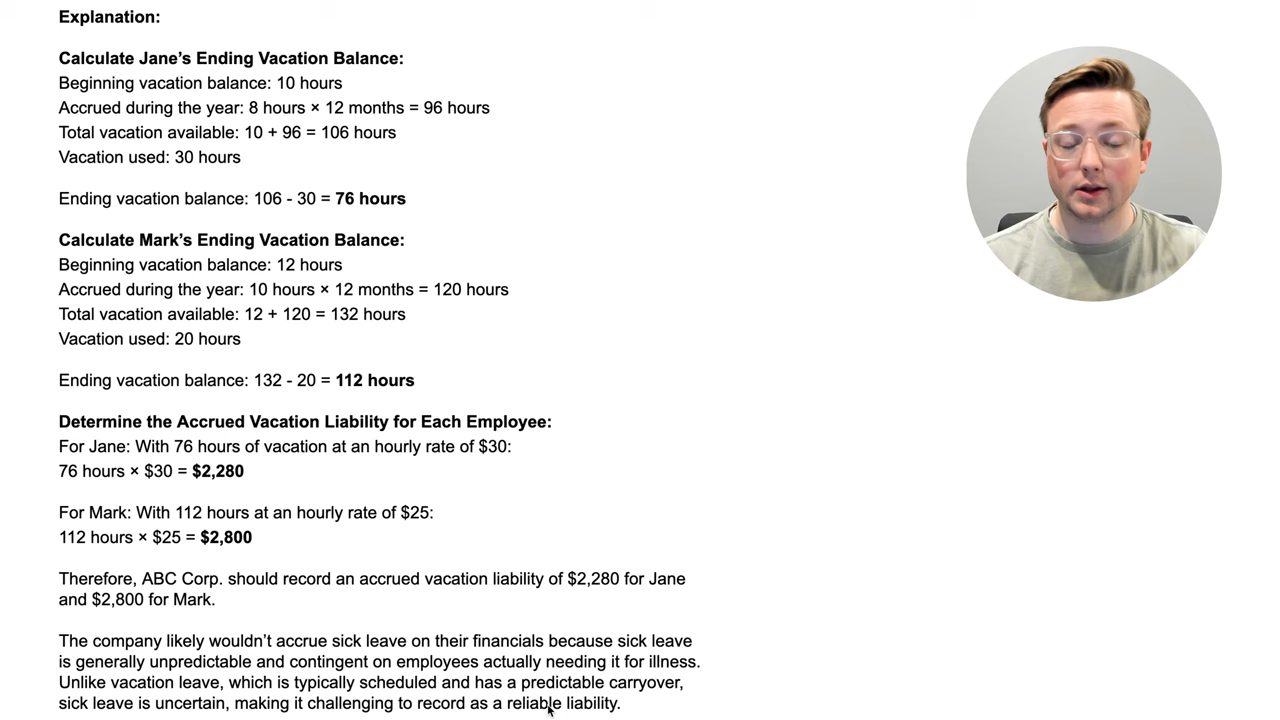 Explanation:
Calculate Jane’s Ending Vacation Balance:
Beginning vacation balance: 10 hours
Accrued during the year: 8 hours × 12 months = 96 hours
Total vacation available: 10 + 96 = 106 hours
Vacation used: 30 hours
Ending vacation balance: 106 - 30 = 76 hours
Calculate Mark’s Ending Vacation Balance:
Beginning vacation balance: 12 hours
Accrued during the year: 10 hours × 12 months = 120 hours
Total vacation available: 12 + 120 = 132 hours
Vacation used: 20 hours
Ending vacation balance: 132 - 20 = 112 hours
Determine the Accrued Vacation Liability for Each Employee:
For Jane: With 76 hours of vacation at an hourly rate of $30:
76 hours × $30 = $2,280
For Mark: With 112 hours at an hourly rate of $25:
112 hours × $25 = $2,800
Therefore, ABC Corp. should record an accrued vacation liability of $2,280 for Jane
and $2,800 for Mark.
The company likely wouldn’t accrue sick leave on their financials because sick leave
is generally unpredictable and contingent on employees actually needing it for illness.
Unlike vacation leave, which is typically scheduled and has a predictable carryover,
sick leave is uncertain, making it challenging to record as a reliable liability.